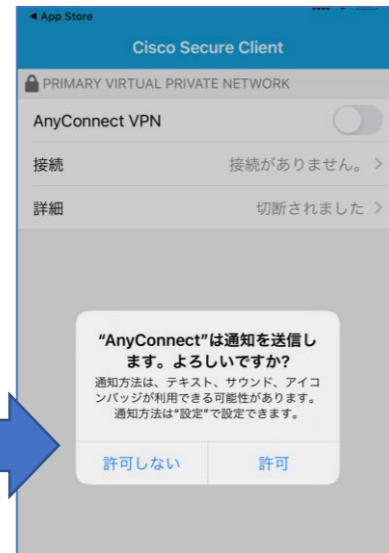 ◀ App Store
Cisco Secure Client
PRIMARY VIRTUAL PRIVATE NETWORK
AnyConnect VPN
接続 接続がありません。 >
詳細 切断されました >
“AnyConnect”は通知を送信し
ます。よろしいですか?
通知方法は、テキスト、サウンド、アイコ
ンバッジが利用できる可能性があります。
通知方法は“設定”で設定できます。
許可しない 許可